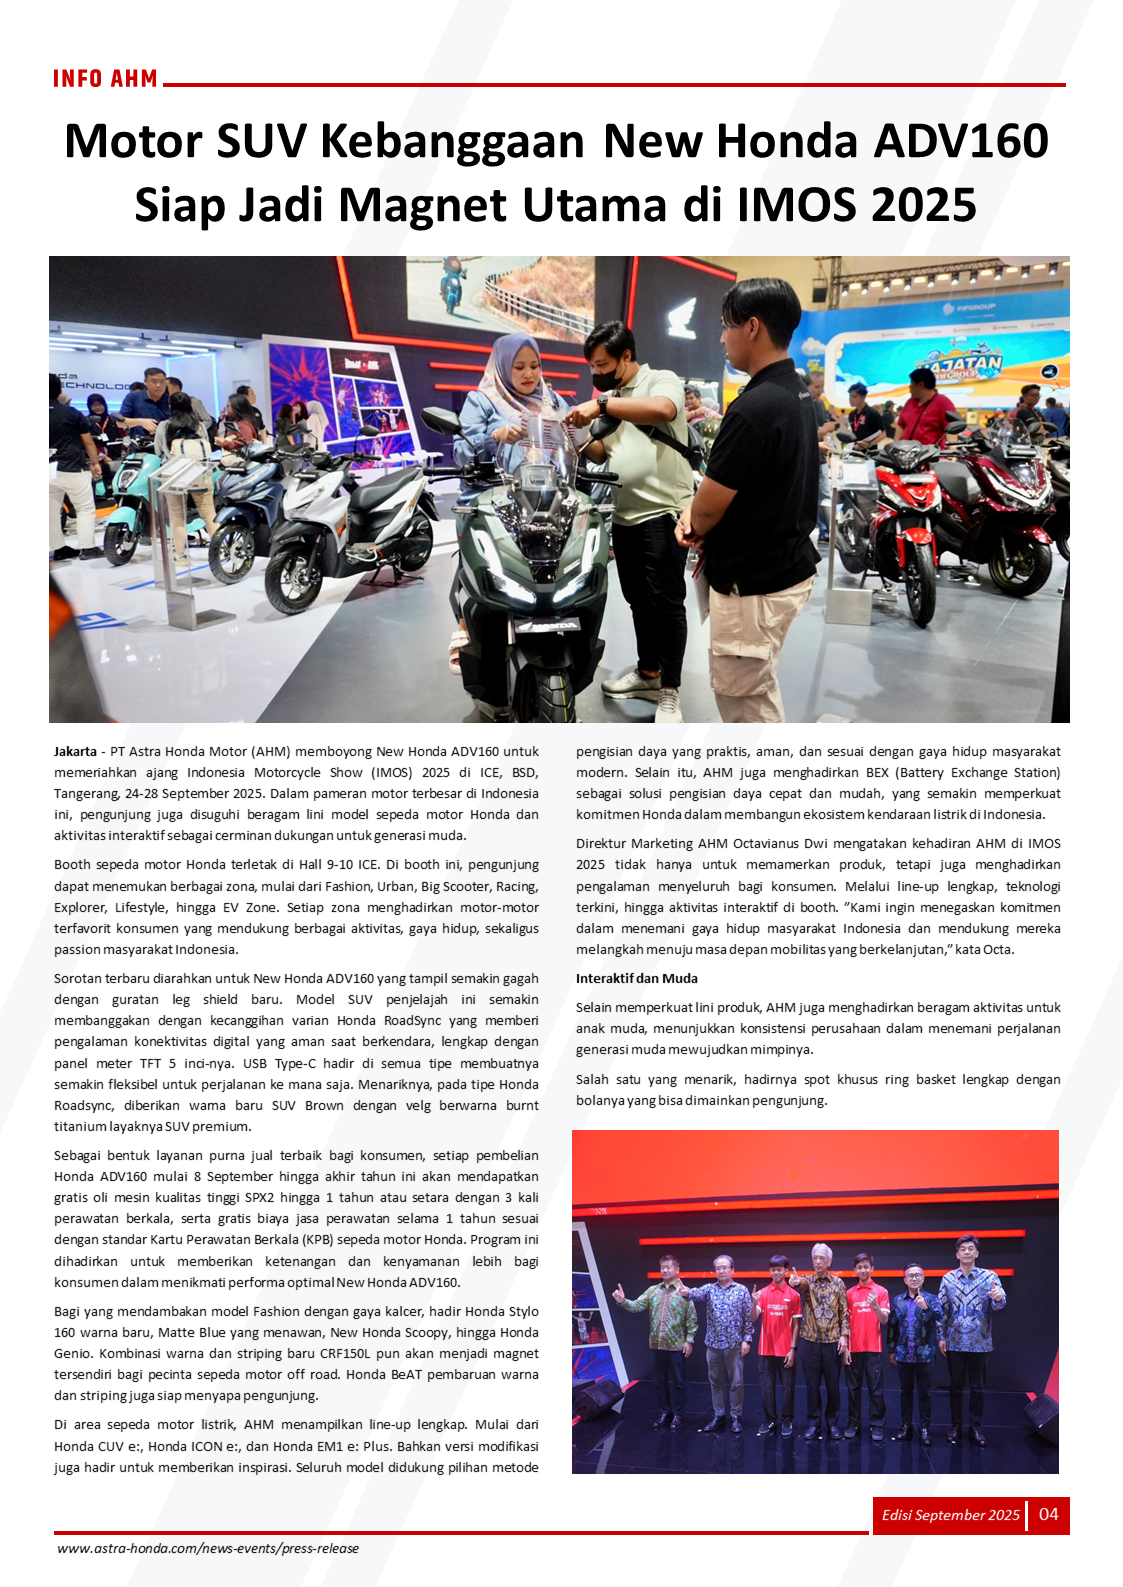 INFO AHM
Motor SUV Kebanggaan New Honda ADV160
Siap Jadi Magnet Utama di IMOS 2025
FIFGROUP
HAJATAN
TECHNOLOG
HONDA
HONDA
Jakarta - PT Astra Honda Motor (AHM) memboyong New Honda ADV160 untuk
memeriahkan ajang Indonesia Motorcycle Show (IMOS) 2025 di ICE, BSD,
Tangerang, 24-28 September 2025. Dalam pameran motor terbesar di Indonesia
ini, pengunjung juga disuguhi beragam lini model sepeda motor Honda dan
aktivitas interaktif sebagai cerminan dukungan untuk generasi muda.
Booth sepeda motor Honda terletak di Hall 9-10 ICE. Di booth ini, pengunjung
dapat menemukan berbagai zona, mulai dari Fashion, Urban, Big Scooter, Racing,
Explorer, Lifestyle, hingga EV Zone. Setiap zona menghadirkan motor-motor
terfavorit konsumen yang mendukung berbagai aktivitas, gaya hidup, sekaligus
passion masyarakat Indonesia.
Sorotan terbaru diarahkan untuk New Honda ADV160 yang tampil semakin gagah
dengan guratan leg shield baru. Model SUV penjelajah ini semakin
membanggakan dengan kecanggihan varian Honda RoadSync yang memberi
pengalaman konektivitas digital yang aman saat berkendara, lengkap dengan
panel meter TFT 5 inci-nya. USB Type-C hadir di semua tipe membuatnya
semakin fleksibel untuk perjalanan ke mana saja. Menariknya, pada tipe Honda
Roadsync, diberikan warna baru SUV Brown dengan velg berwarna burnt
titanium layaknya SUV premium.
Sebagai bentuk layanan purna jual terbaik bagi konsumen, setiap pembelian
Honda ADV160 mulai 8 September hingga akhir tahun ini akan mendapatkan
gratis oli mesin kualitas tinggi SPX2 hingga 1 tahun atau setara dengan 3 kali
perawatan berkala, serta gratis biaya jasa perawatan selama 1 tahun sesuai
dengan standar Kartu Perawatan Berkala (KPB) sepeda motor Honda. Program ini
dihadirkan untuk memberikan ketenangan dan kenyamanan lebih bagi
konsumen dalam menikmati performa optimal New Honda ADV160.
Bagi yang mendambakan model Fashion dengan gaya kalcer, hadir Honda Stylo
160 warna baru, Matte Blue yang menawan, New Honda Scoopy, hingga Honda
Genio. Kombinasi warna dan striping baru CRF150L pun akan menjadi magnet
tersendiri bagi pecinta sepeda motor off road. Honda BeAT pembaruan warna
dan striping juga siap menyapa pengunjung.
Di area sepeda motor listrik, AHM menampilkan line-up lengkap. Mulai dari
Honda CUV e:, Honda ICON e:, dan Honda EM1 e: Plus. Bahkan versi modifikasi
juga hadir untuk memberikan inspirasi. Seluruh model didukung pilihan metode
pengisian daya yang praktis, aman, dan sesuai dengan gaya hidup masyarakat
modern. Selain itu, AHM juga menghadirkan BEX (Battery Exchange Station)
sebagai solusi pengisian daya cepat dan mudah, yang semakin memperkuat
komitmen Honda dalam membangun ekosistem kendaraan listrik di Indonesia.
Direktur Marketing AHM Octavianus Dwi mengatakan kehadiran AHM di IMOS
2025 tidak hanya untuk memamerkan produk, tetapi juga menghadirkan
pengalaman menyeluruh bagi konsumen. Melalui line-up lengkap, teknologi
terkini, hingga aktivitas interaktif di booth. ”Kami ingin menegaskan komitmen
dalam menemani gaya hidup masyarakat Indonesia dan mendukung mereka
melangkah menuju masa depan mobilitas yang berkelanjutan,” kata Octa.
Interaktif dan Muda
Selain memperkuat lini produk, AHM juga menghadirkan beragam aktivitas untuk
anak muda, menunjukkan konsistensi perusahaan dalam menemani perjalanan
generasi muda mewujudkan mimpinya.
Salah satu yang menarik, hadirnya spot khusus ring basket lengkap dengan
bolanya yang bisa dimainkan pengunjung.
Edisi September 2025 04
www.astra-honda.com/news-events/press-release